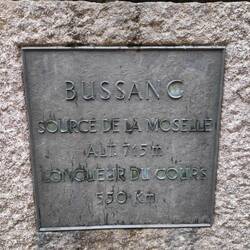 BUSSANG
SOURCE DE LA MOSELLE
ALT. 715 m
LONGUEUR DU COURS
550 Km